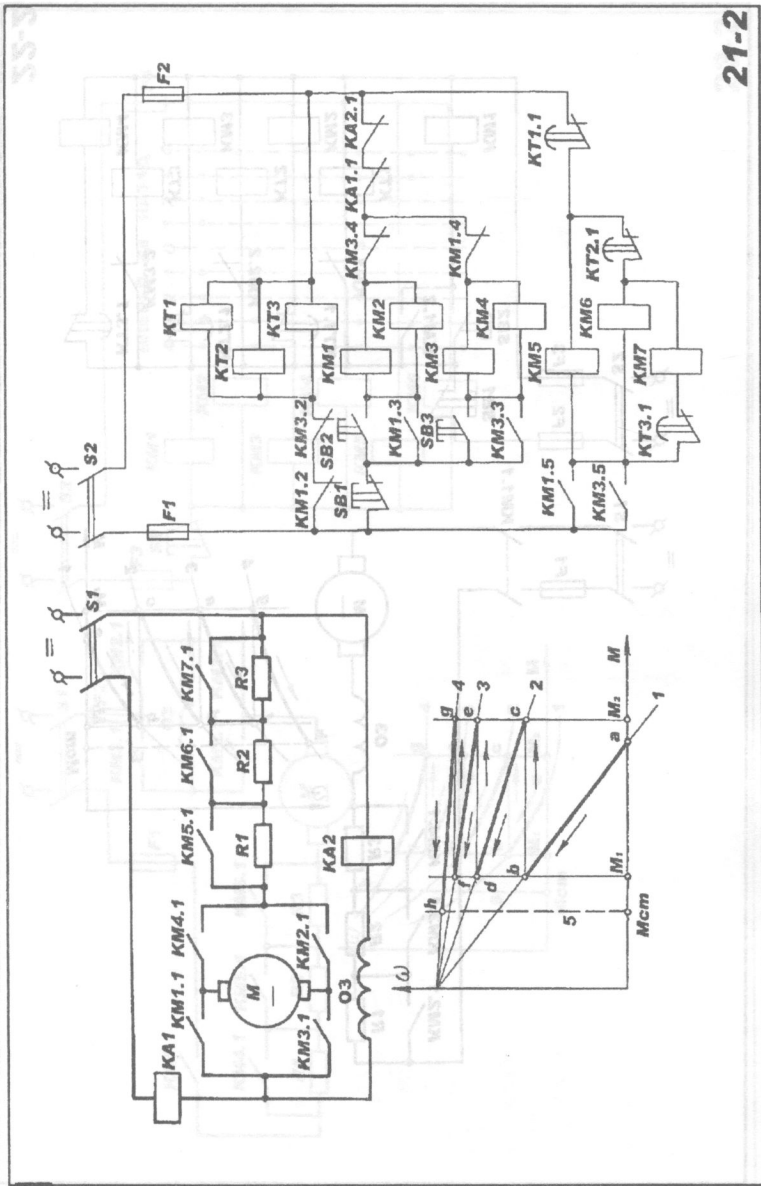 21-2
S1
S2
=
=
F1
F2
KA1
KM1.1
KM4.1
KM3.1
KM2.1
M
ОЗ
KA2
KM5.1
KM6.1
KM7.1
R1
R2
R3
KM1.2
KM3.2
KT1
KT2
KT3
SB1
SB2
KM1
KM3.4
KA1.1
KA2.1
KM1.3
KM2
SB3
KM3
KM1.4
KM3.3
KM4
KM1.5
KM5
KT1.1
KM3.5
KM6
KT2.1
KT3.1
KM7
ω
h
g
4
f
e
3
d
c
2
b
5
a
1
Mcm
M₁
M₂
M